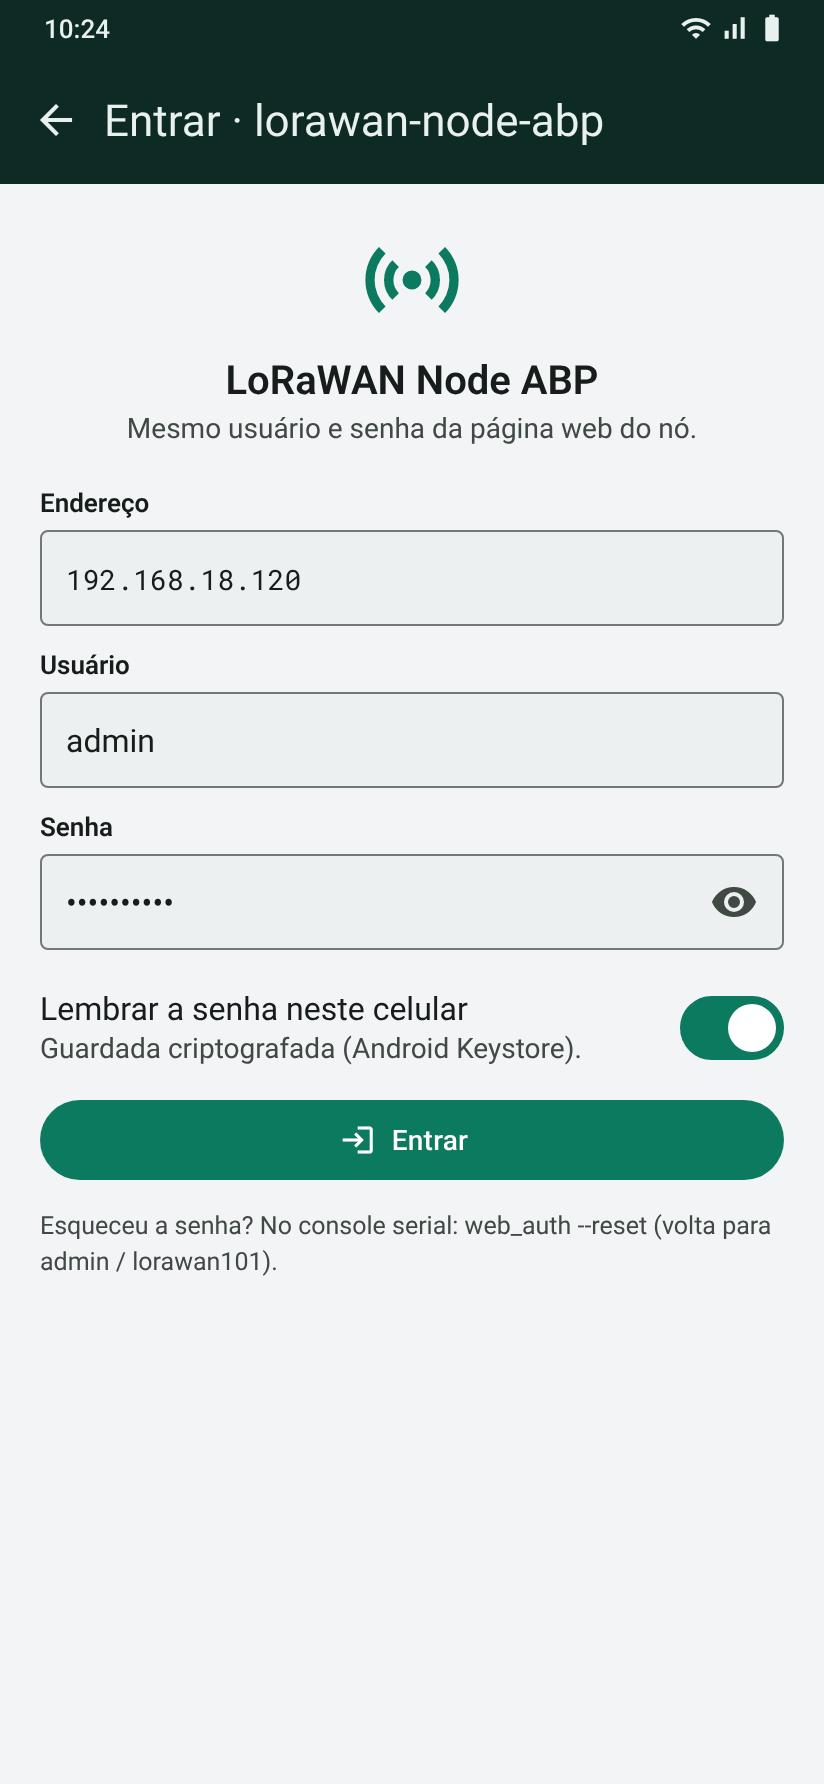 10:24
Entrar · lorawan-node-abp
LoRaWAN Node ABP
Mesmo usuário e senha da página web do nó.
Endereço
192.168.18.120
Usuário
admin
Senha
••••••••••
Lembrar a senha neste celular
Guardada criptografada (Android Keystore).
Entrar
Esqueceu a senha? No console serial: web_auth --reset (volta para
admin / lorawan101).